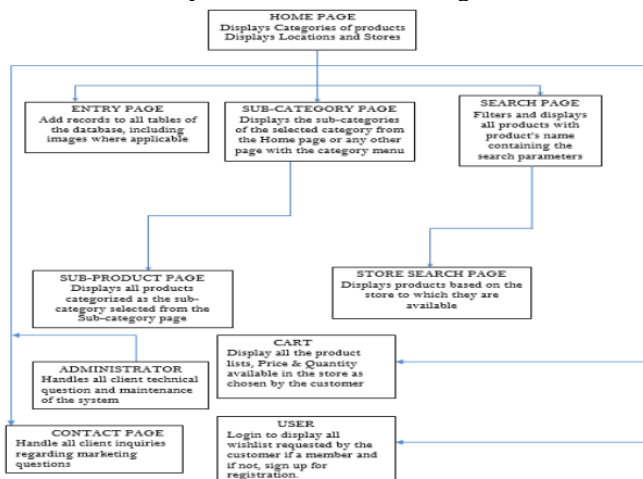 HOME PAGE
Displays Categories of products
Displays Locations and Stores
ENTRY PAGE
Add records to all tables of
the database, including
images where applicable
SUB-CATEGORY PAGE
Displays the sub-categories
of the selected category from
the Home page or any other
page with the category menu
SEARCH PAGE
Filters and displays
all products with
product's name
containing the
search parameters
SUB-PRODUCT PAGE
Displays all products
categorized as the sub-
category selected from the
Sub-category page
STORE SEARCH PAGE
Displays products based on the
store to which they are
available
ADMINISTRATOR
Handles all client technical
question and maintenance
of the system
CART
Display all the product
lists, Price & Quantity
available in the store as
chosen by the customer
CONTACT PAGE
Handle all client inquiries
regarding marketing
questions
USER
Login to display all
wishlist requested by the
customer if a member and
if not, sign up for
registration.